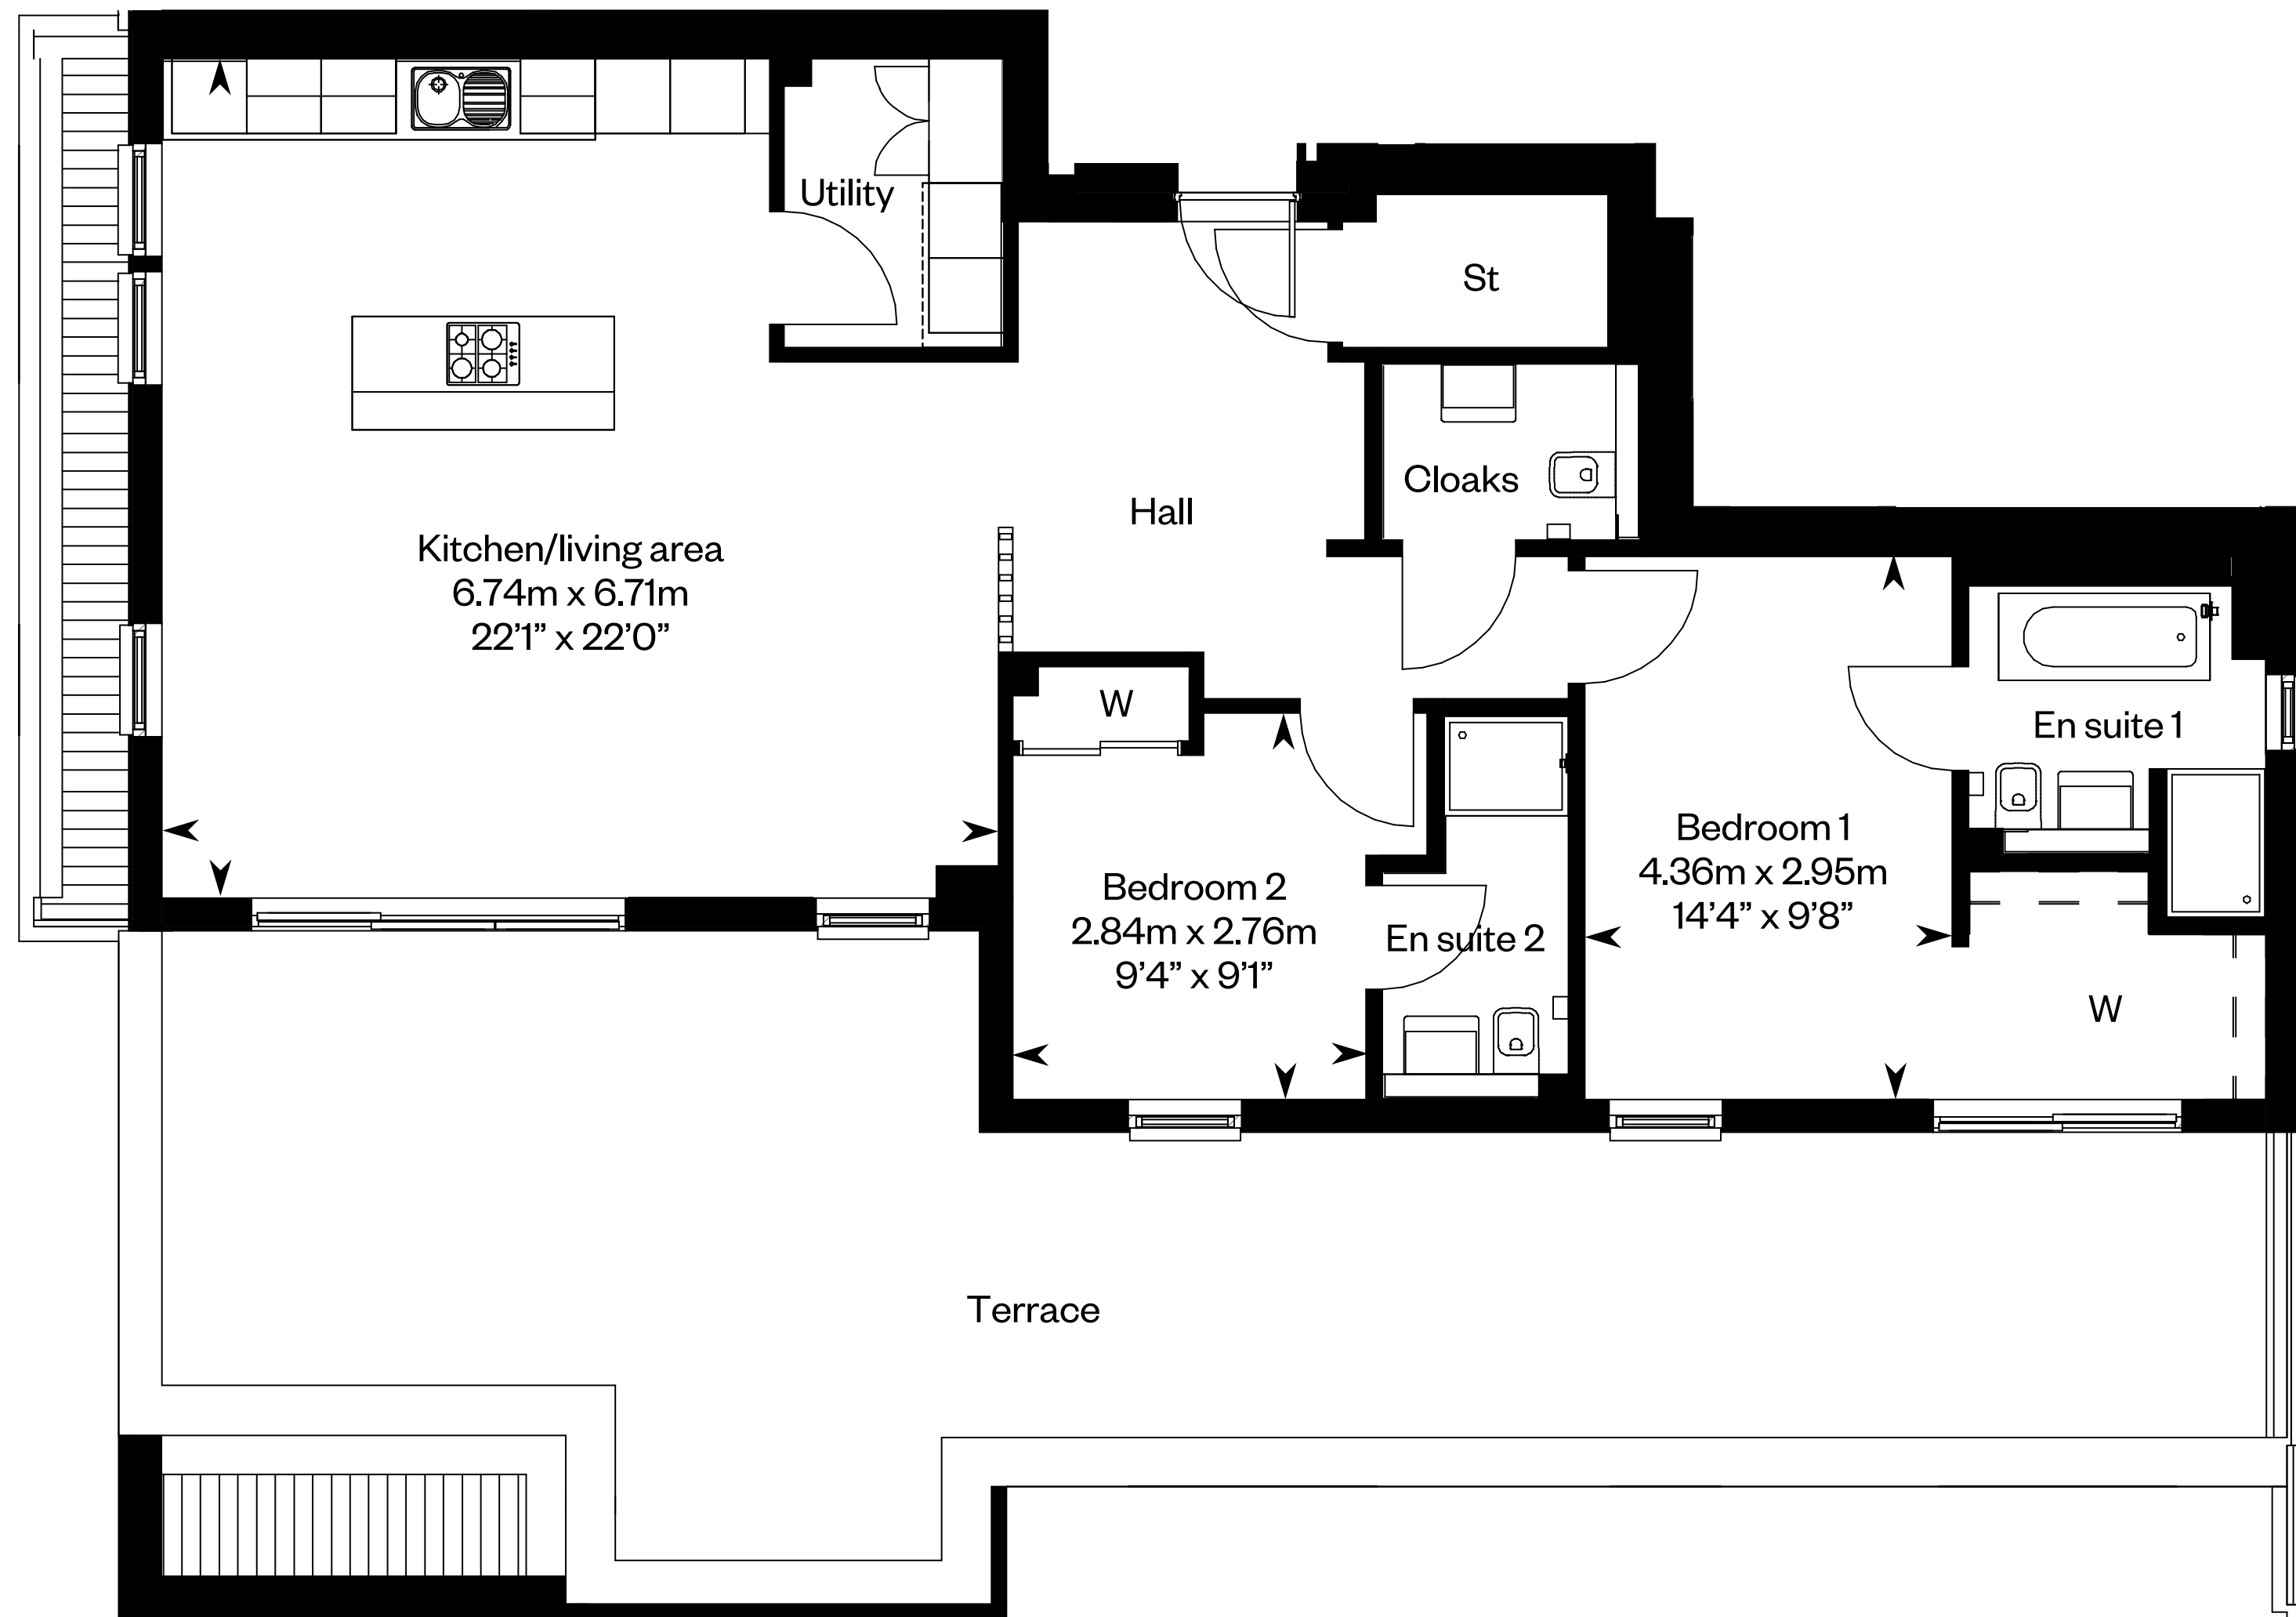 Utility
St
Cloaks
Hall
Kitchen/living area
6.74m x 6.71m
22'1" x 22'0"
W
En suite 1
Bedroom 1
4.36m x 2.95m
14'4" x 9'8"
Bedroom 2
2.84m x 2.76m
9'4" x 9'1"
En suite 2
W
Terrace